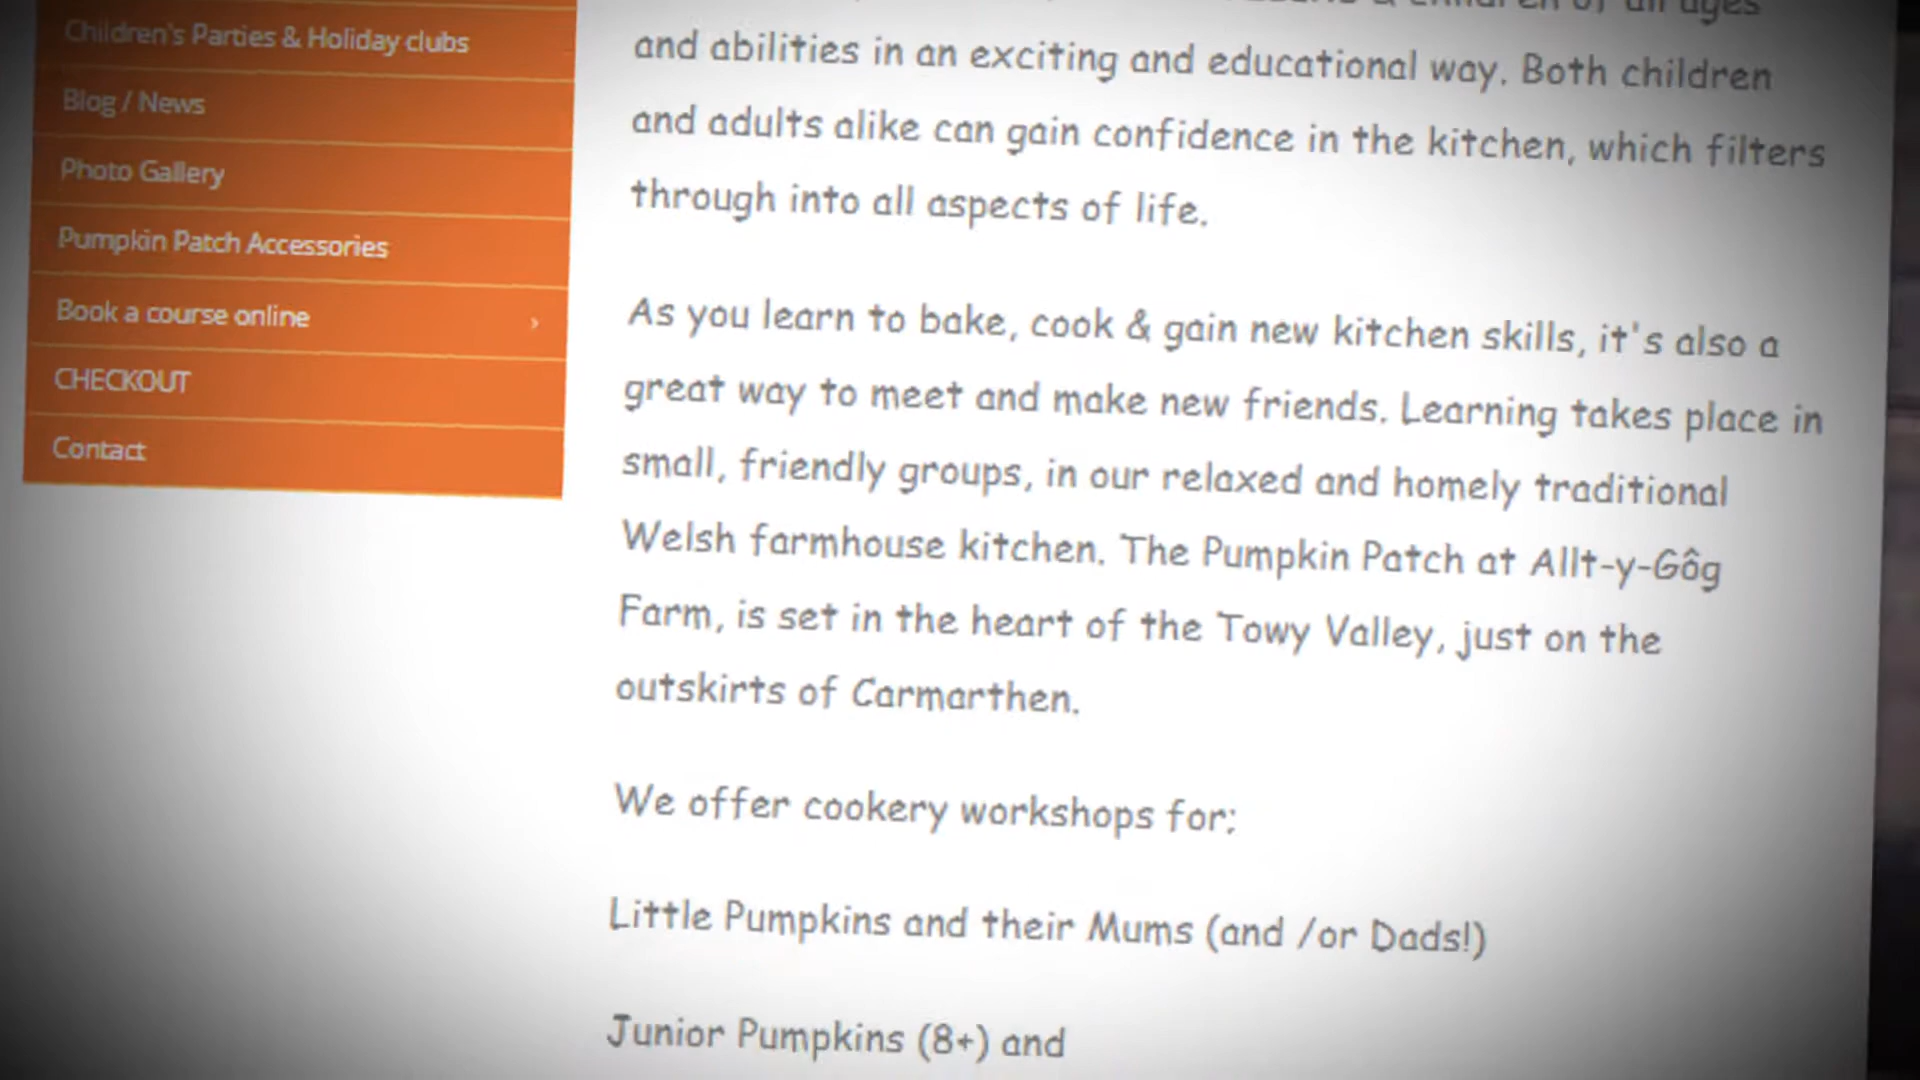 Children's Parties & Holiday clubs
Blog / News
Photo Gallery
Pumpkin Patch Accessories
Book a course online
CHECKOUT
Contact
& children of all ages
and abilities in an exciting and educational way. Both children
and adults alike can gain confidence in the kitchen, which filters
through into all aspects of life.
As you learn to bake, cook & gain new kitchen skills, it's also a
great way to meet and make new friends. Learning takes place in
small, friendly groups, in our relaxed and homely traditional
Welsh farmhouse kitchen. The Pumpkin Patch at Allt-y-Gôg
Farm, is set in the heart of the Towy Valley, just on the
outskirts of Carmarthen.
We offer cookery workshops for:
Little Pumpkins and their Mums (and /or Dads!)
Junior Pumpkins (8+) and